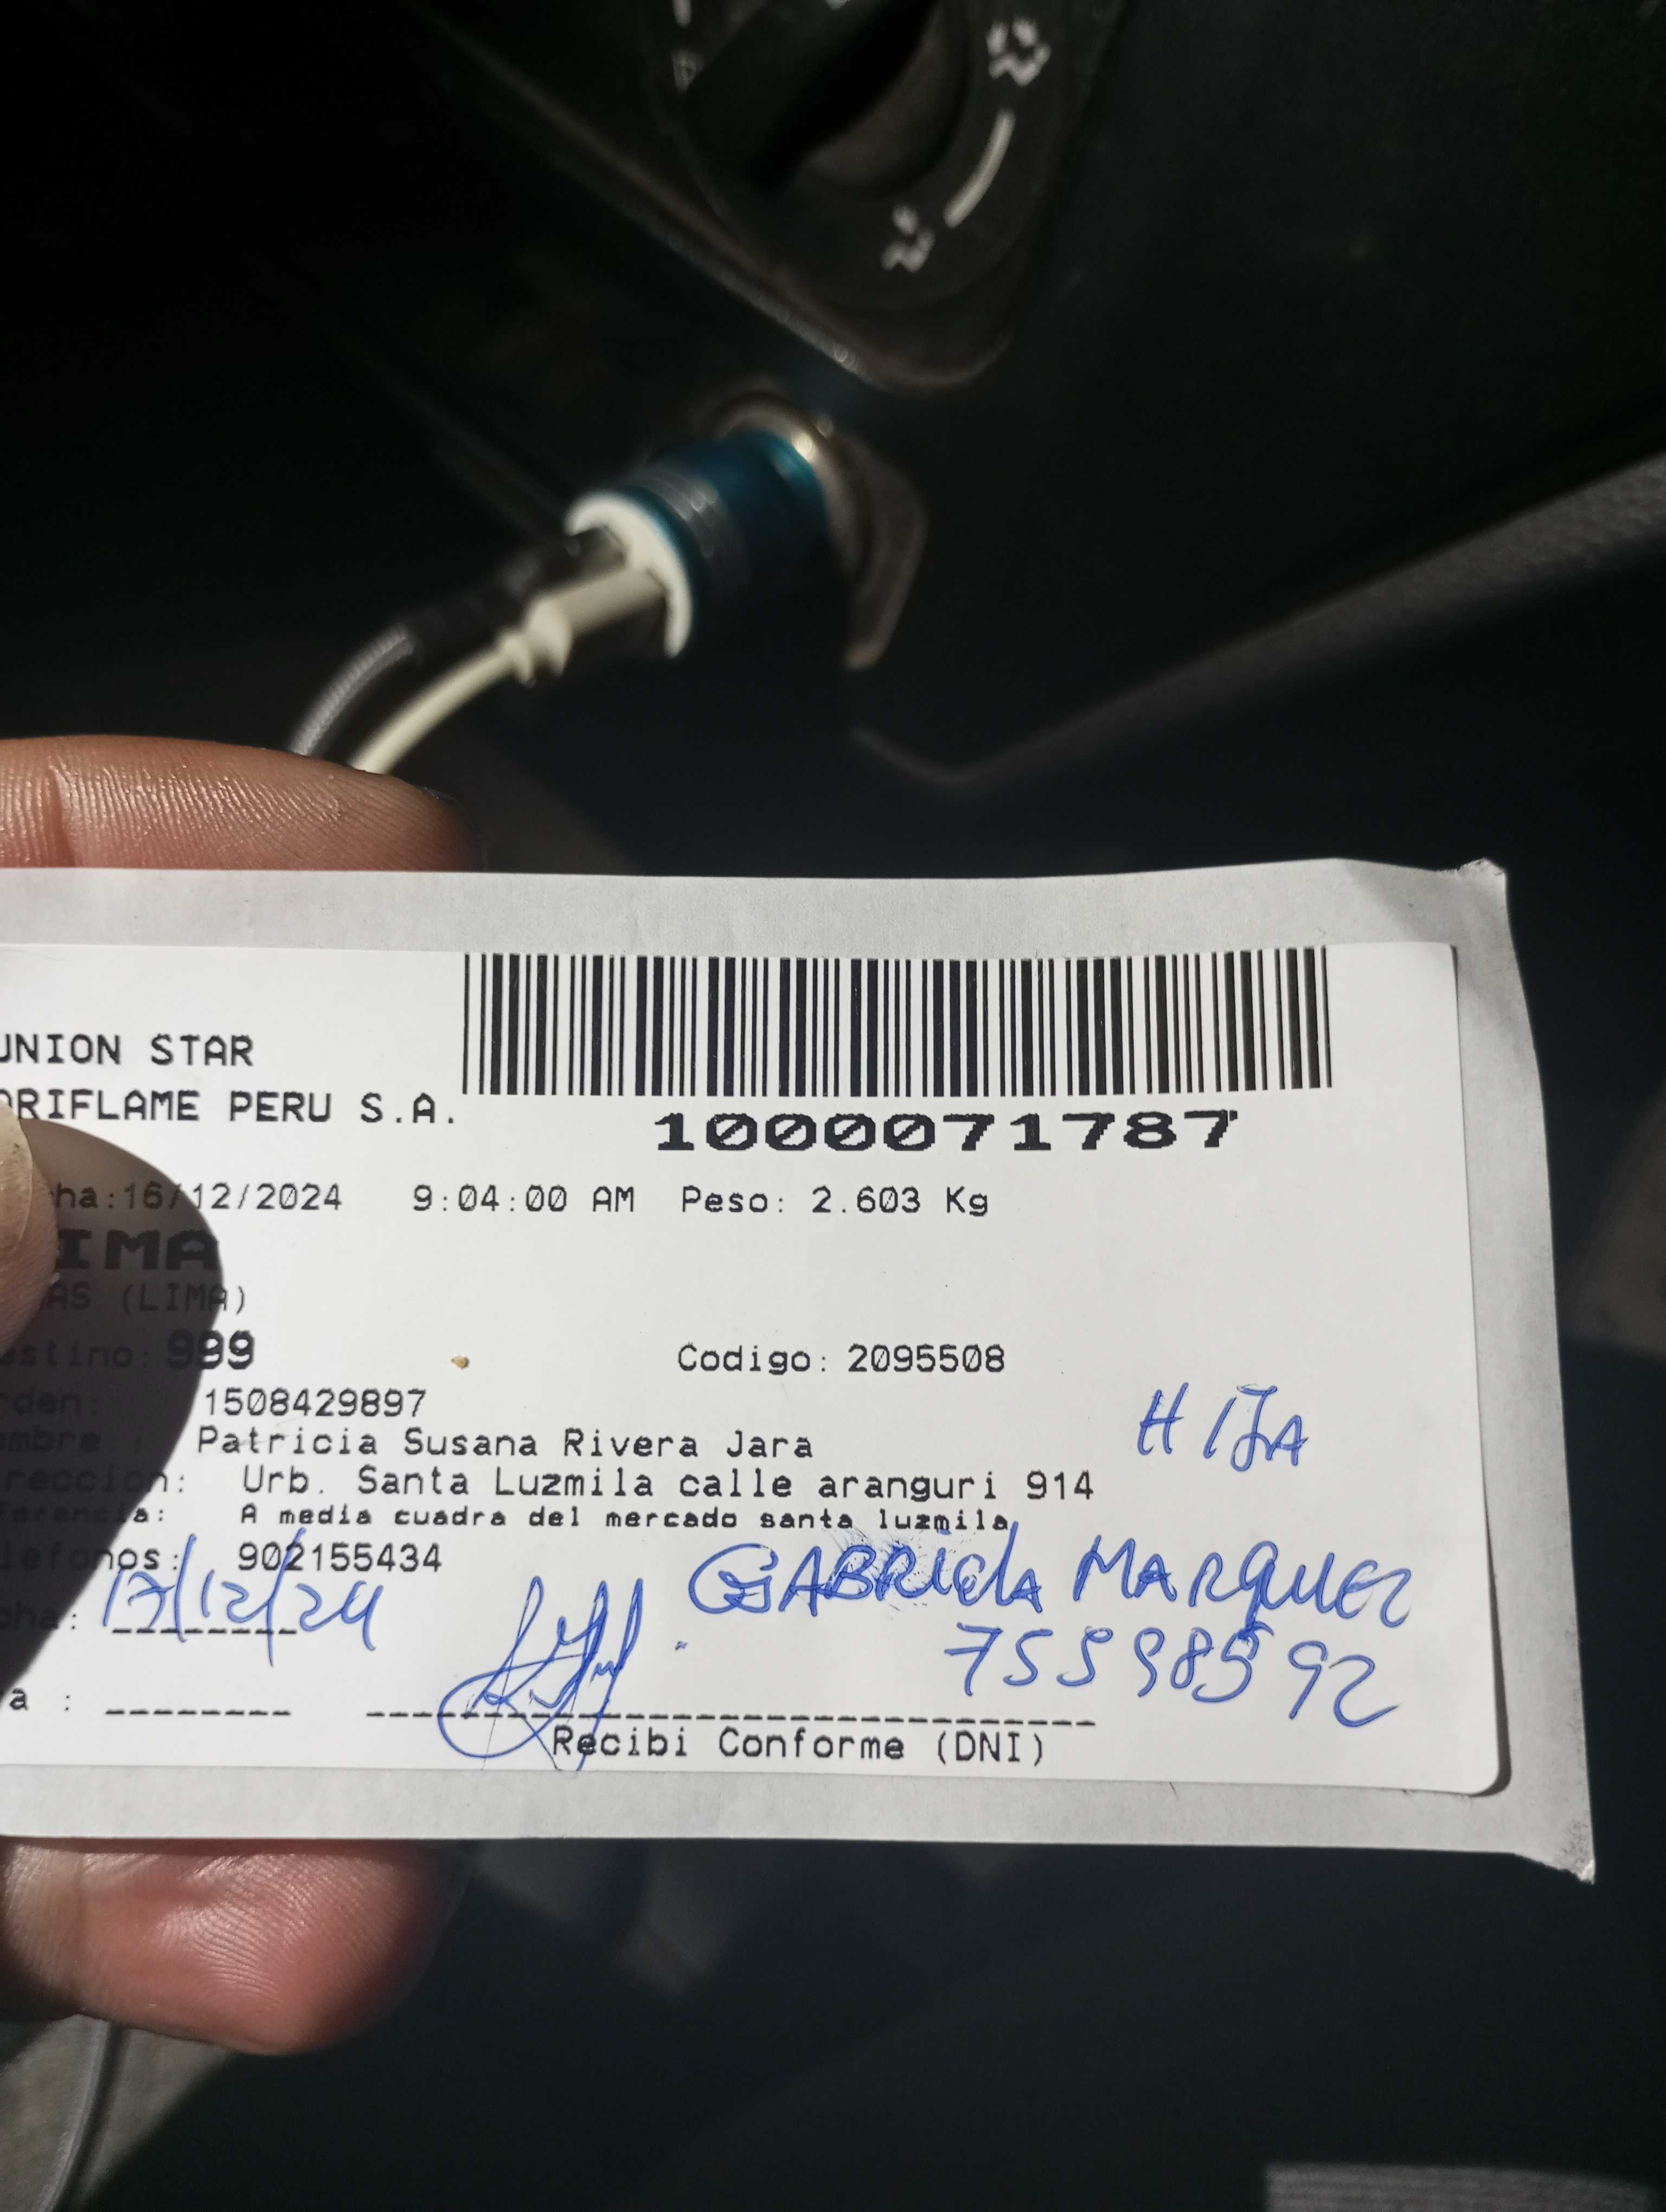 UNION STAR
ORIFLAME PERU S.A.
1000071787
ha:16/12/2024 9:04:00 AM Peso: 2.603 Kg
IMA
AS (LIMA)
estino: 999 Codigo: 2095508
rden: 1508429897
HIJA
mbre : Patricia Susana Rivera Jara
reccion: Urb. Santa Luzmila calle aranguri 914
ferencia: A media cuadra del mercado santa luzmila
lefonos: 902155434
GABRIELA MARQUEZ
cha: 17/12/24
75598592
a :
Recibi Conforme (DNI)